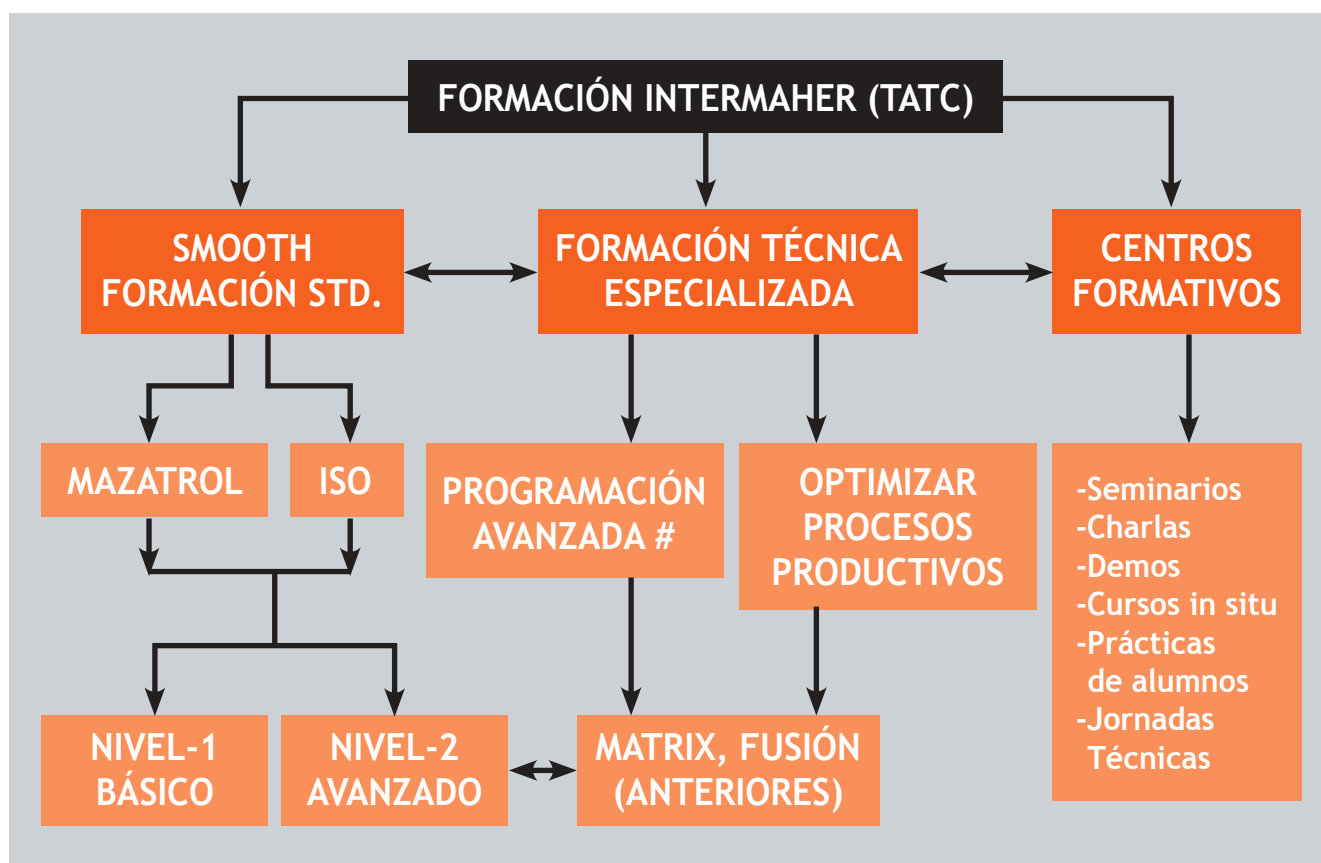 FORMACIÓN INTERMAHER (TATC)
SMOOTH
FORMACIÓN STD.
FORMACIÓN TÉCNICA
ESPECIALIZADA
CENTROS
FORMATIVOS
MAZATROL
ISO
PROGRAMACIÓN
AVANZADA #
OPTIMIZAR
PROCESOS
PRODUCTIVOS
-Seminarios
-Charlas
-Demos
-Cursos in situ
-Prácticas
de alumnos
-Jornadas
Técnicas
NIVEL-1
BÁSICO
NIVEL-2
AVANZADO
MATRIX, FUSIÓN
(ANTERIORES)